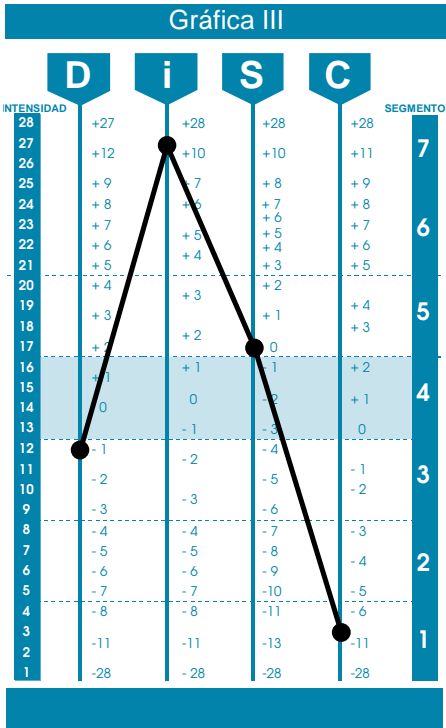 Gráfica III
D i S C
INTENSIDAD SEGMENTO
28 +27 +28 +28 +28
27 7
+12 +10 +10 +11
26
25 + 9 + 7 + 8 + 9
24 + 8 + 6 + 7 + 8
+ 6
23 + 7 + 7 6
+ 5 + 5
22 + 6 + 4 + 6
+ 4
21 + 5 + 3 + 5
20 + 4 + 2
+ 3
19 + 4
18 + 3 + 1 5
+ 3
+ 2
17 + 2 0
16 + 1 - 1 + 2
15 + 1
4
14 0 0 - 2 + 1
13 - 1 - 3 0
12 - 1 - 4
- 2
11 - 1 3
- 2 - 5
10 - 2
- 3
9 - 3 - 6
8 - 4 - 4 - 7 - 3
7 - 5 - 5 - 8
- 4 2
6 - 6 - 6 - 9
5 - 7 - 7 -10 - 5
4 - 8 - 8 -11 - 6
3 1
-11 -11 -13 -11
2
1 -28 - 28 - 28 -28